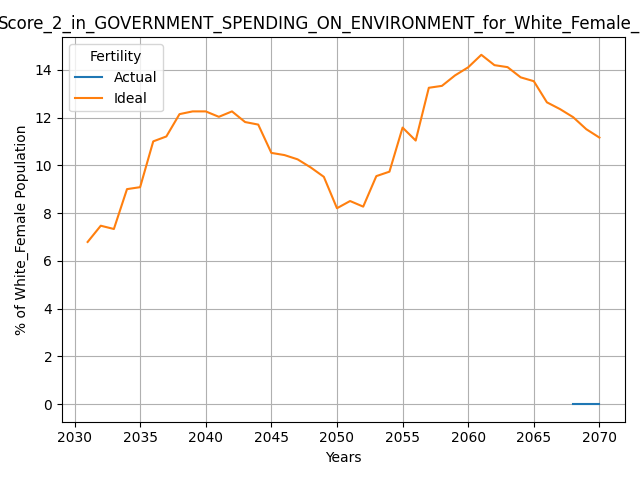 Score_2_in_GOVERNMENT_SPENDING_ON_ENVIRONMENT_for_White_Female_
Fertility
Actual
Ideal
% of White_Female Population
14
12
10
8
6
4
2
0
2030 2035 2040 2045 2050 2055 2060 2065 2070
Years